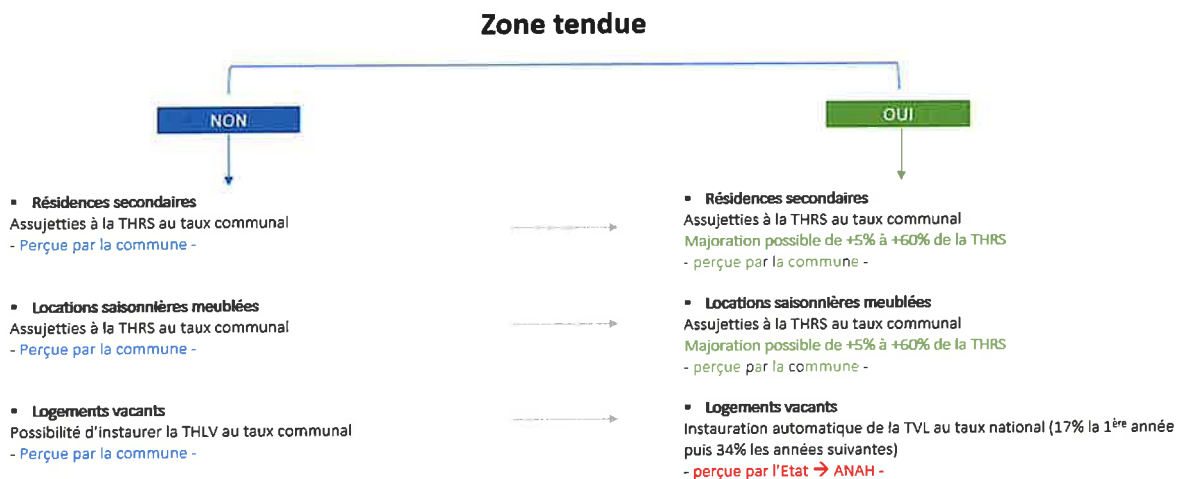 Zone tendue
NON
▪ Résidences secondaires
Assujetties à la THRS au taux communal
- Perçue par la commune -
▪ Locations saisonnières meublées
Assujetties à la THRS au taux communal
- Perçue par la commune -
▪ Logements vacants
Possibilité d'instaurer la THLV au taux communal
- Perçue par la commune -
OUI
▪ Résidences secondaires
Assujetties à la THRS au taux communal
Majoration possible de +5% à +60% de la THRS
- perçue par la commune -
▪ Locations saisonnières meublées
Assujetties à la THRS au taux communal
Majoration possible de +5% à +60% de la THRS
- perçue par la commune -
▪ Logements vacants
Instauration automatique de la TVL au taux national (17% la 1ère année
puis 34% les années suivantes)
- perçue par l'Etat → ANAH -